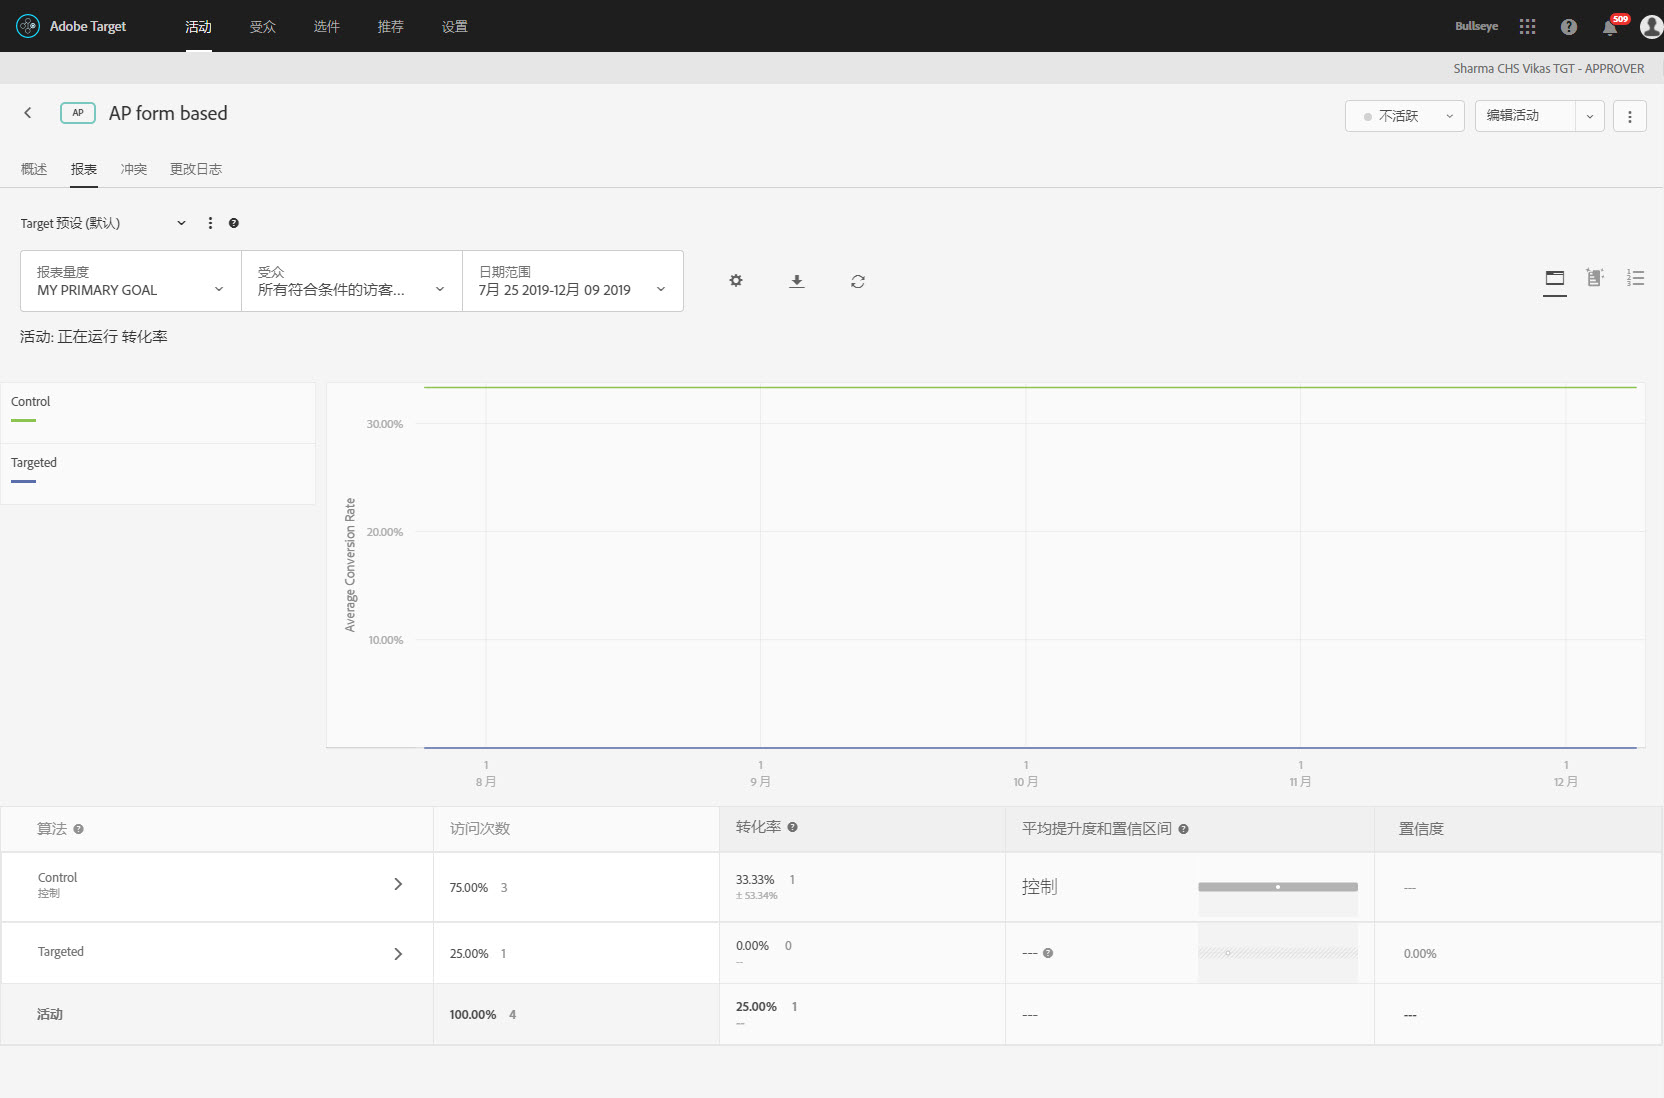 Adobe Target 活动 受众 选件 推荐 设置 Bullseye 509
Sharma CHS Vikas TGT - APPROVER
AP AP form based 不活跃 编辑活动
概述 报表 冲突 更改日志
Target 预设 (默认)
报表量度 受众 日期范围
MY PRIMARY GOAL 所有符合条件的访客... 7月 25 2019-12月 09 2019
活动: 正在运行 转化率
Control
Targeted
Average Conversion Rate
30.00%
20.00%
10.00%
1 1 1 1 1
8 月 9 月 10 月 11 月 12 月
算法 访问次数 转化率 平均提升度和置信区间 置信度
Control 75.00% 3 33.33% 1 控制 ---
控制 ± 53.34%
Targeted 25.00% 1 0.00% 0 --- 0.00%
--
活动 100.00% 4 25.00% 1 --- ---
--